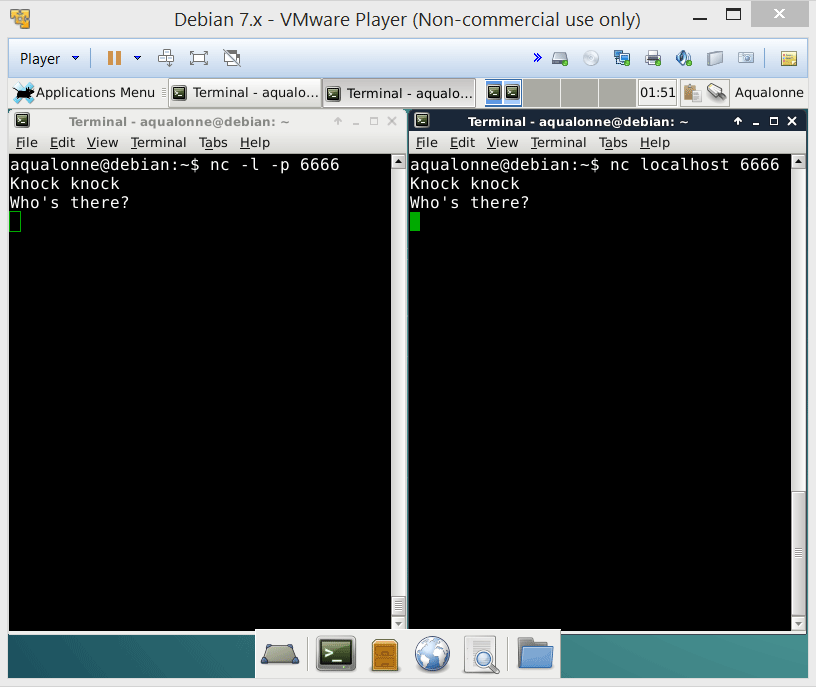 Debian 7.x - VMware Player (Non-commercial use only)
Player
Applications Menu
Terminal - aqualo...
Terminal - aqualo...
01:51
Aqualonne
Terminal - aqualonne@debian: ~
File Edit View Terminal Tabs Help
aqualonne@debian:~$ nc -l -p 6666
Knock knock
Who's there?
Terminal - aqualonne@debian: ~
File Edit View Terminal Tabs Help
aqualonne@debian:~$ nc localhost 6666
Knock knock
Who's there?